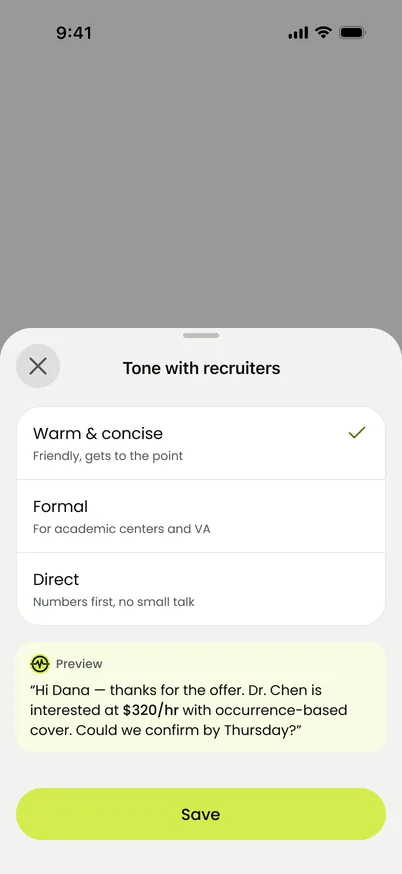 9:41
Tone with recruiters
Warm & concise
Friendly, gets to the point
Formal
For academic centers and VA
Direct
Numbers first, no small talk
Preview
“Hi Dana — thanks for the offer. Dr. Chen is
interested at $320/hr with occurrence-based
cover. Could we confirm by Thursday?”
Save